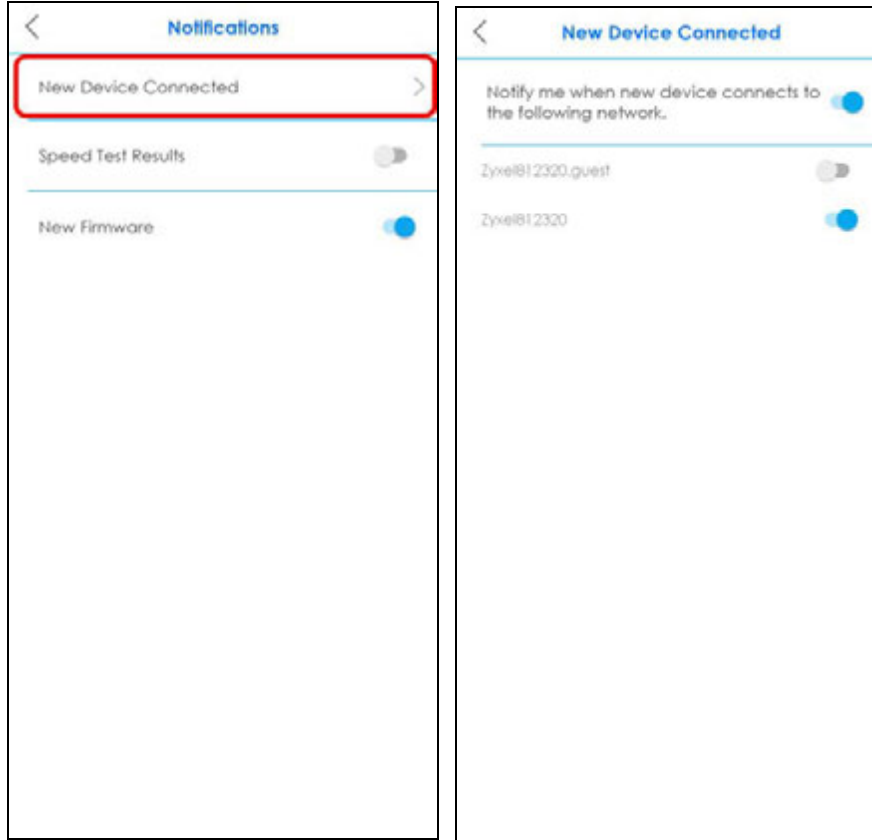 Notifications
New Device Connected
Speed Test Results
New Firmware
New Device Connected
Notify me when new device connects to
the following network.
Zyxel812320.guest
Zyxel812320